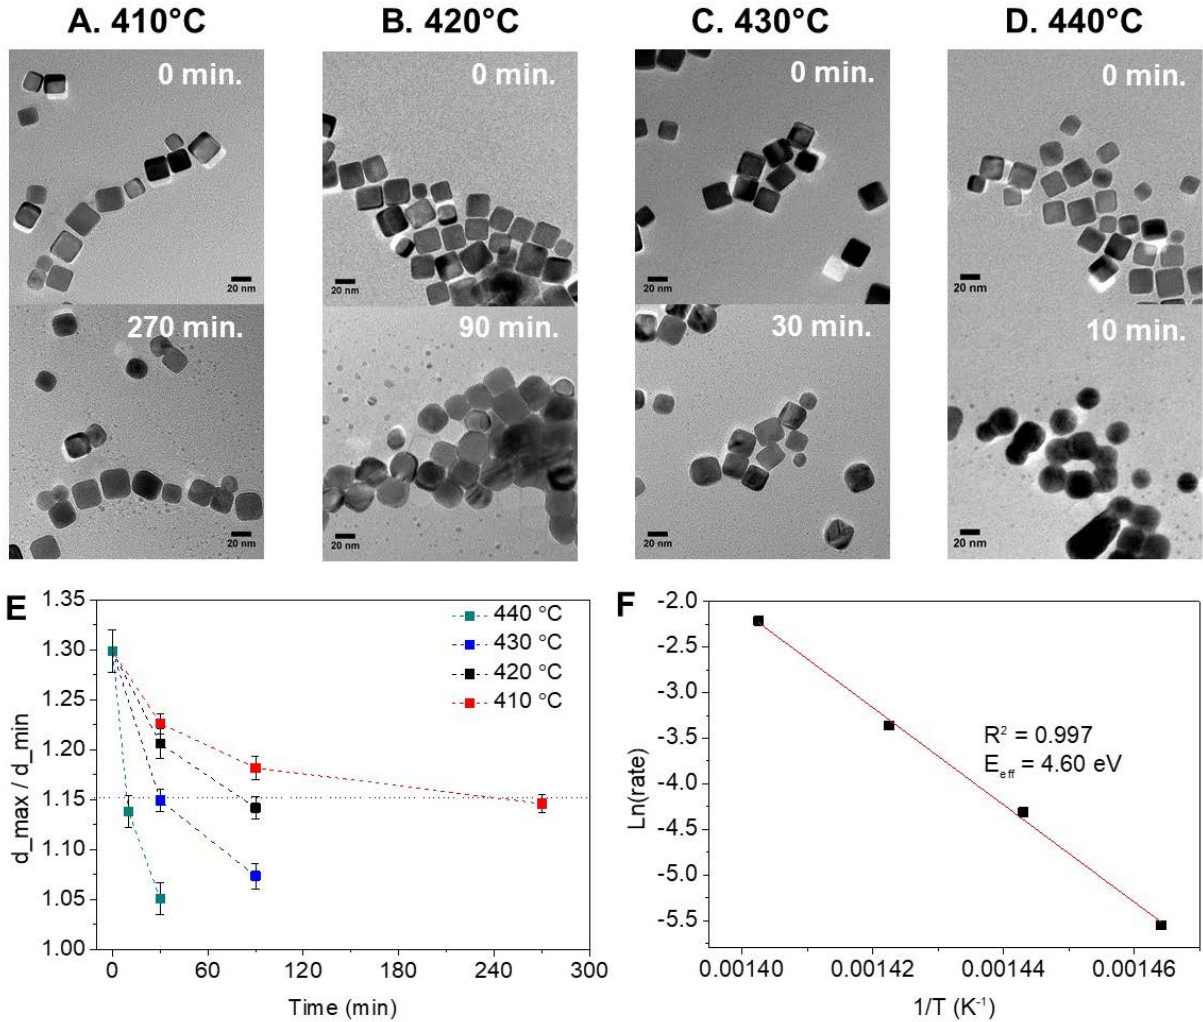 A. 410°C
B. 420°C
C. 430°C
D. 440°C
0 min.
0 min.
0 min.
0 min.
20 nm
20 nm
20 nm
20 nm
270 min.
90 min.
30 min.
10 min.
20 nm
20 nm
20 nm
20 nm
E
1.35
1.30
1.25
1.20
1.15
1.10
1.05
1.00
d_max / d_min
440 °C
430 °C
420 °C
410 °C
0
60
120
180
240
300
Time (min)
F
-2.0
-2.5
-3.0
-3.5
-4.0
-4.5
-5.0
-5.5
Ln(rate)
R² = 0.997
E_eff = 4.60 eV
0.00140
0.00142
0.00144
0.00146
1/T (K⁻¹)